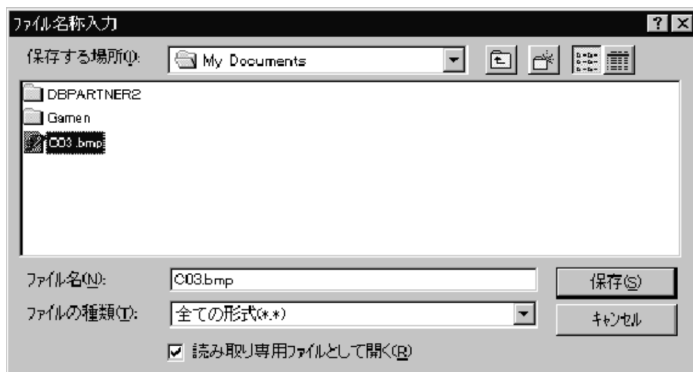 ファイル名称入力
保存する場所(I):
My Documents
DBPARTNER2
Gamen
C03.bmp
ファイル名(N):
C03.bmp
保存(S)
ファイルの種類(T):
全ての形式(*.*)
キャンセル
読み取り専用ファイルとして開く(R)